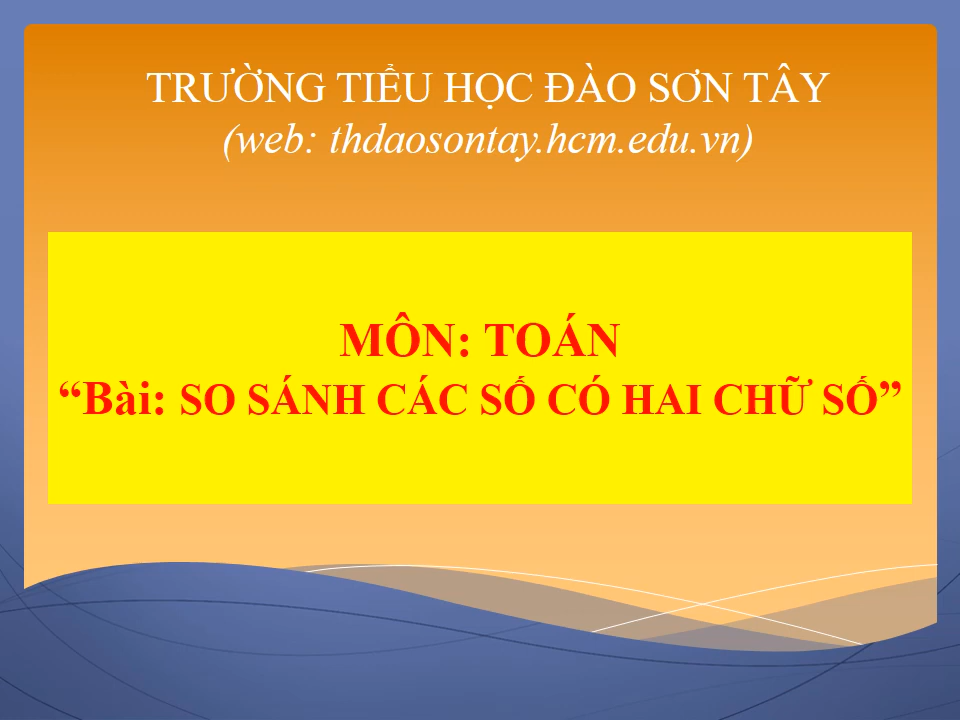 TRƯỜNG TIỂU HỌC ĐÀO SƠN TÂY
(web: thdaosontay.hcm.edu.vn)
MÔN: TOÁN
“Bài: SO SÁNH CÁC SỐ CÓ HAI CHỮ SỐ”